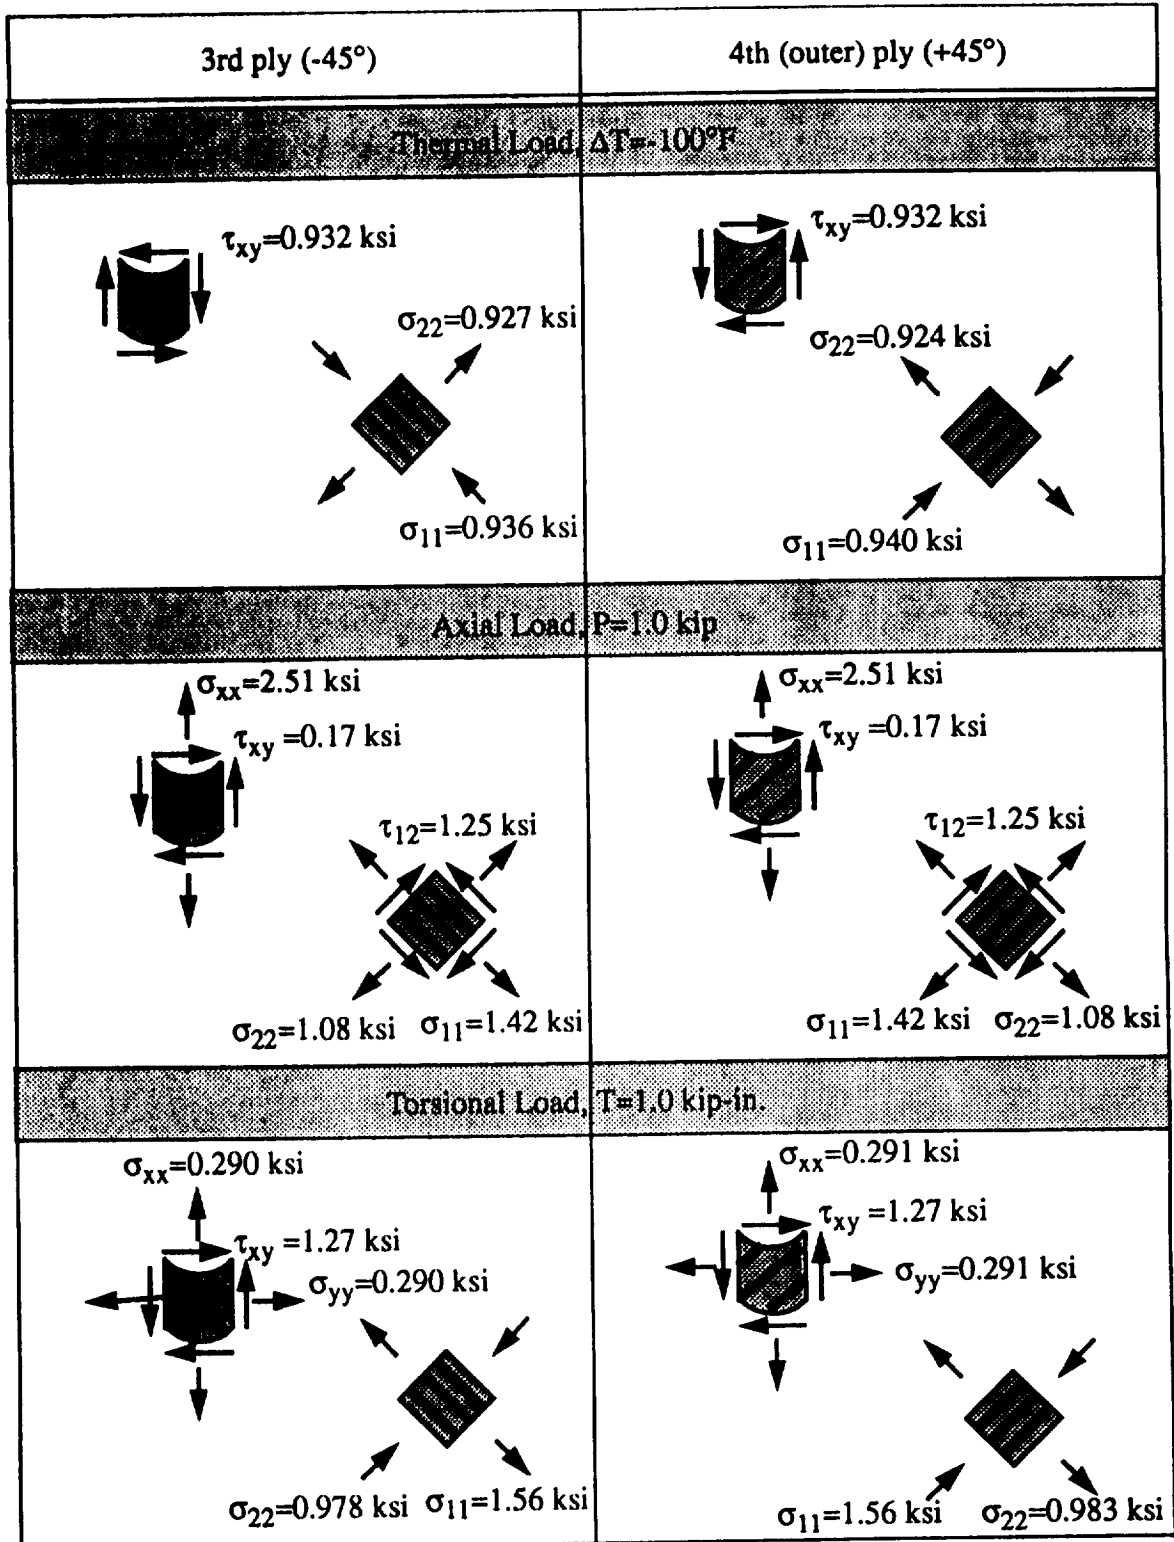 3rd ply (-45°)
4th (outer) ply (+45°)
Thermal Load, ΔT=-100°F
τxy=0.932 ksi
σ22=0.927 ksi
σ11=0.936 ksi
τxy=0.932 ksi
σ22=0.924 ksi
σ11=0.940 ksi
Axial Load, P=1.0 kip
σxx=2.51 ksi
τxy =0.17 ksi
τ12=1.25 ksi
σ22=1.08 ksi σ11=1.42 ksi
σxx=2.51 ksi
τxy =0.17 ksi
τ12=1.25 ksi
σ11=1.42 ksi σ22=1.08 ksi
Torsional Load, T=1.0 kip-in.
σxx=0.290 ksi
τxy =1.27 ksi
σyy=0.290 ksi
σ22=0.978 ksi σ11=1.56 ksi
σxx=0.291 ksi
τxy =1.27 ksi
σyy=0.291 ksi
σ11=1.56 ksi σ22=0.983 ksi